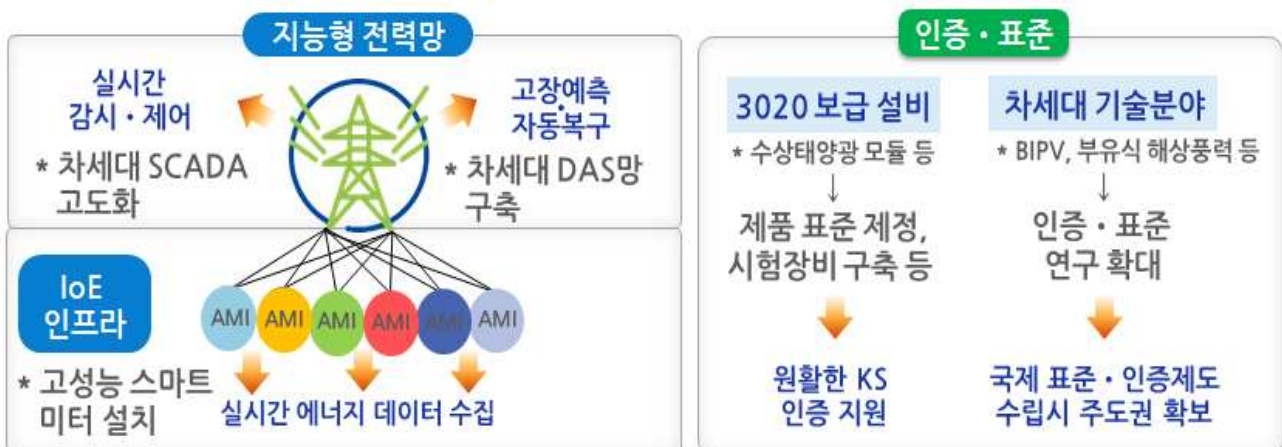 지능형 전력망
실시간
감시・제어
* 차세대 SCADA
고도화
고장예측
자동복구
* 차세대 DAS망
구축
IoE
인프라
* 고성능 스마트
미터 설치
AMI
AMI
AMI
AMI
AMI
AMI
실시간 에너지 데이터 수집
인증・표준
3020 보급 설비
* 수상태양광 모듈 등
제품 표준 제정,
시험장비 구축 등
원활한 KS
인증 지원
차세대 기술분야
* BIPV, 부유식 해상풍력 등
인증・표준
연구 확대
국제 표준・인증제도
수립시 주도권 확보